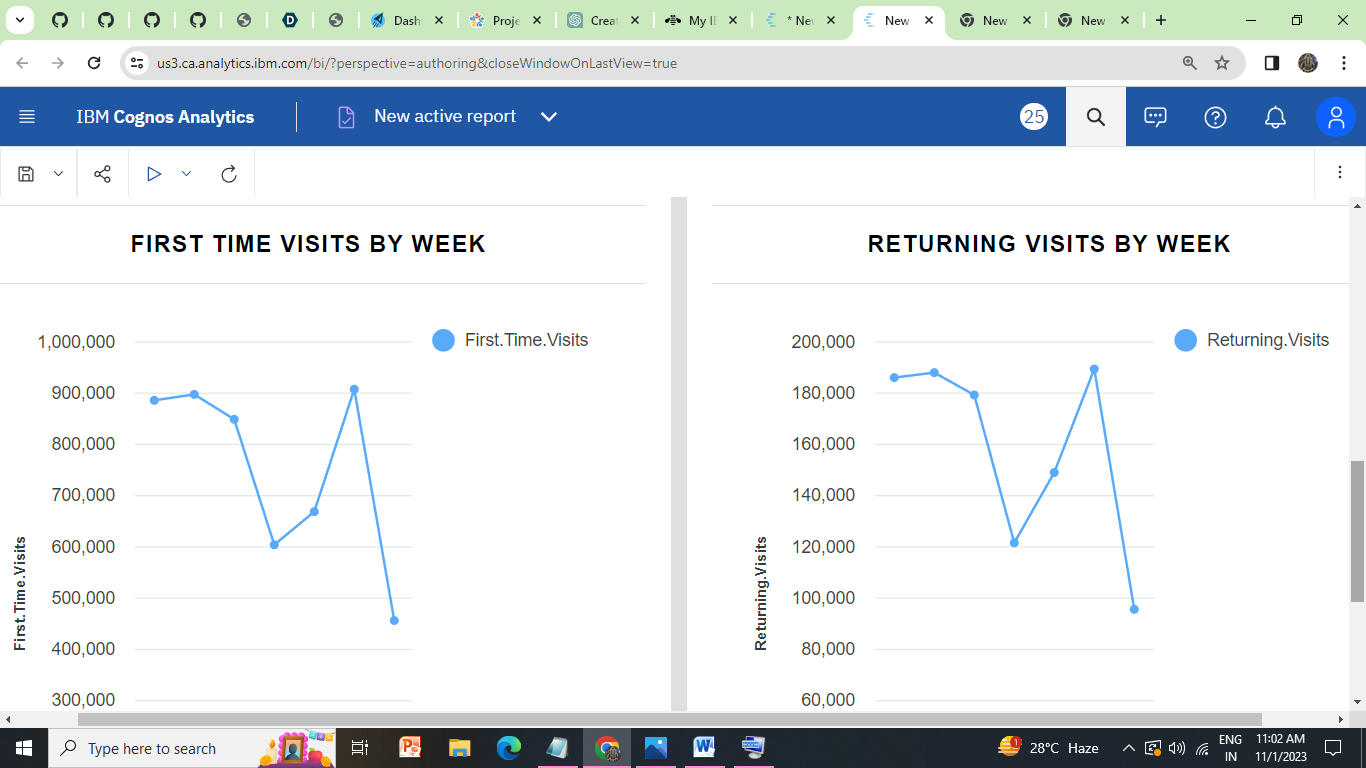 Dash
Proje
Creat
My IB
* Nev
New
New
New
us3.ca.analytics.ibm.com/bi/?perspective=authoring&closeWindowOnLastView=true
IBM Cognos Analytics
New active report
25
FIRST TIME VISITS BY WEEK
First.Time.Visits
1,000,000
900,000
800,000
700,000
600,000
500,000
400,000
300,000
First.Time.Visits
RETURNING VISITS BY WEEK
Returning.Visits
200,000
180,000
160,000
140,000
120,000
100,000
80,000
60,000
Returning.Visits
Type here to search
1
28°C Haze
ENG
IN
11:02 AM
11/1/2023